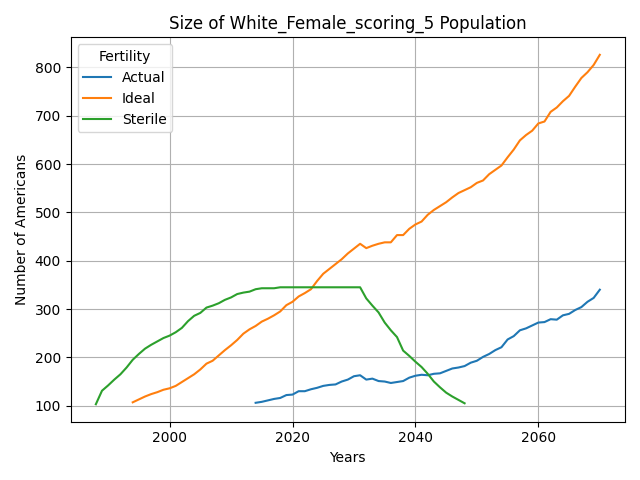 Size of White_Female_scoring_5 Population
Fertility
Actual
Ideal
Sterile
Number of Americans
800
700
600
500
400
300
200
100
2000
2020
2040
2060
Years